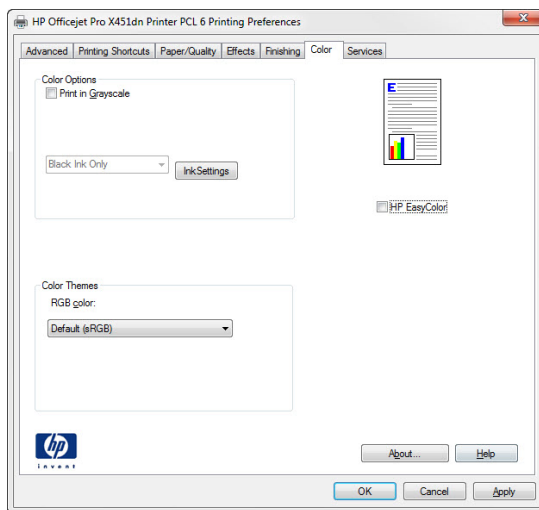 HP Officejet Pro X451dn Printer PCL 6 Printing Preferences
Advanced Printing Shortcuts Paper/Quality Effects Finishing Color Services
Color Options
Print in Grayscale
E
Black Ink Only
Ink Settings
HP EasyColor
Color Themes
RGB color:
Default (sRGB)
hp
invent
About...
Help
OK
Cancel
Apply